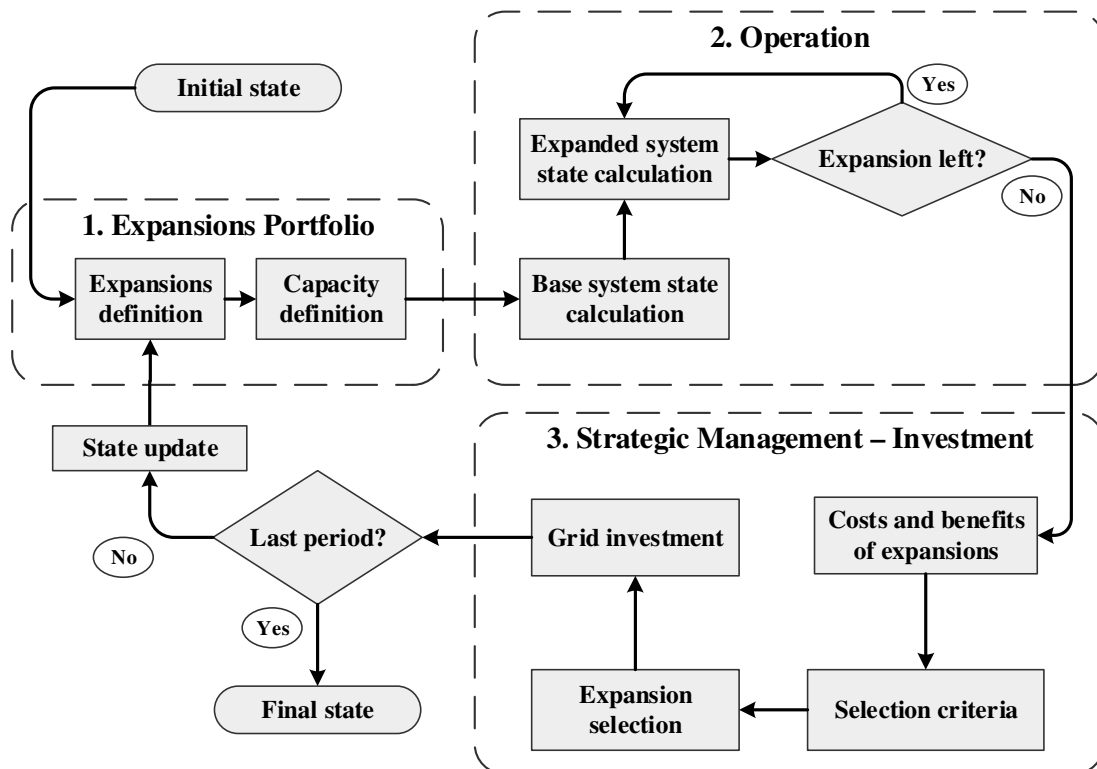 2. Operation
Initial state
Yes
Expanded system
state calculation
Expansion left?
No
1. Expansions Portfolio
Expansions
definition
Capacity
definition
Base system state
calculation
State update
3. Strategic Management – Investment
Last period?
No
Yes
Final state
Grid investment
Costs and benefits
of expansions
Expansion
selection
Selection criteria